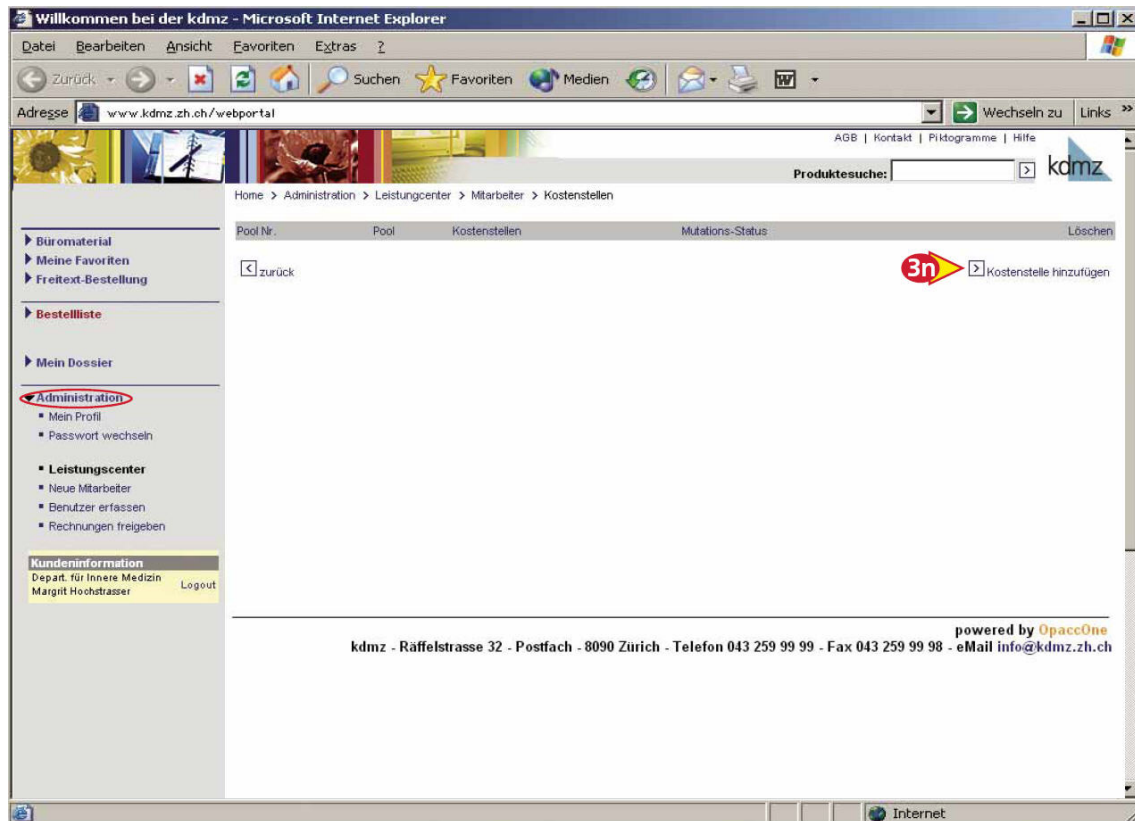 Willkommen bei der kdmz - Microsoft Internet Explorer
Datei Bearbeiten Ansicht Favoriten Extras ?
Zurück Suchen Favoriten Medien
Adresse www.kdmz.zh.ch/webportal Wechseln zu Links »
AGB | Kontakt | Piktogramme | Hilfe
Produktesuche: kdmz
Home > Administration > Leistungcenter > Mitarbeiter > Kostenstellen
Pool Nr. Pool Kostenstellen Mutations-Status Löschen
zurück 3n Kostenstelle hinzufügen
Büromaterial
Meine Favoriten
Freitext-Bestellung
Bestellliste
Mein Dossier
Administration
Mein Profil
Passwort wechseln
Leistungscenter
Neue Mitarbeiter
Benutzer erfassen
Rechnungen freigeben
Kundeninformation
Depart. für Innere Medizin
Margrit Hochstrasser Logout
powered by OpaccOne
kdmz - Räffelstrasse 32 - Postfach - 8090 Zürich - Telefon 043 259 99 99 - Fax 043 259 99 98 - eMail info@kdmz.zh.ch
Internet